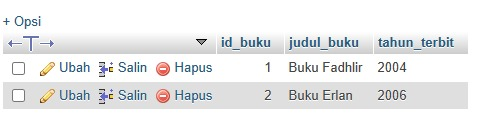 + Opsi
←T→ id_buku judul_buku tahun_terbit
Ubah Salin Hapus 1 Buku Fadhlir 2004
Ubah Salin Hapus 2 Buku Erlan 2006